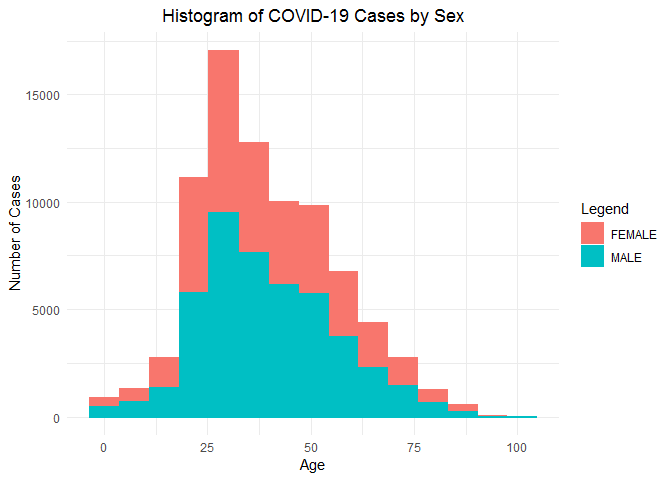 Histogram of COVID-19 Cases by Sex
Number of Cases
15000
10000
5000
0
0 25 50 75 100
Age
Legend
FEMALE
MALE